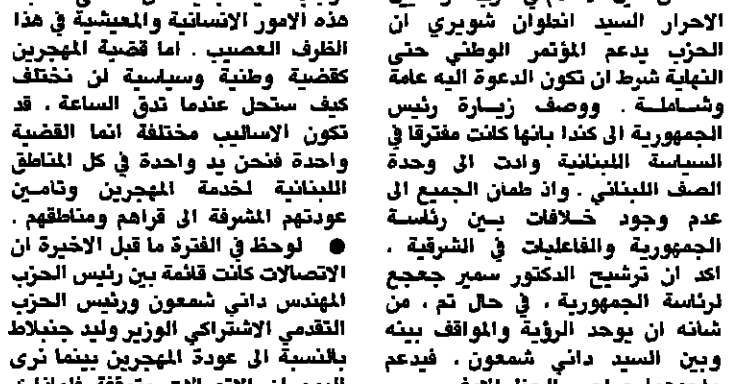 الاحرار السيد انطوان شويري ان
الحزب يدعم المؤتمر الوطني حتى
النهاية شرط ان تكون الدعوة اليه عامة
وشاملة . ووصف زيارة رئيس
الجمهورية الى كندا بانها كانت مفترقا في
السياسة اللبنانية وادت الى وحدة
الصف اللبناني . واذ طمان الجميع الى
عدم وجود خلافات بين رئاسة
الجمهورية والفاعليات في الشرقية ،
اكد ان ترشيح الدكتور سمير جعجع
لرئاسة الجمهورية ، في حال تم ، من
شانه ان يوحد الرؤية والمواقف بينه
وبين السيد داني شمعون . فيدعم
هذه الامور الانسانية والمعيشية في هذا
الظرف العصيب . اما قضية المهجرين
كقضية وطنية وسياسية لن نختلف
كيف ستحل عندما تدق الساعة ، قد
تكون الاساليب مختلفة انما القضية
واحدة فنحن يد واحدة في كل المناطق
اللبنانية لخدمة المهجرين وتامين
عودتهم المشرفة الى قراهم ومناطقهم .
● لوحظ في الفترة ما قبل الاخيرة ان
الاتصالات كانت قائمة بين رئيس الحزب
المهندس داني شمعون ورئيس الحزب
التقدمي الاشتراكي الوزير وليد جنبلاط
بالنسبة الى عودة المهجرين بينما نرى